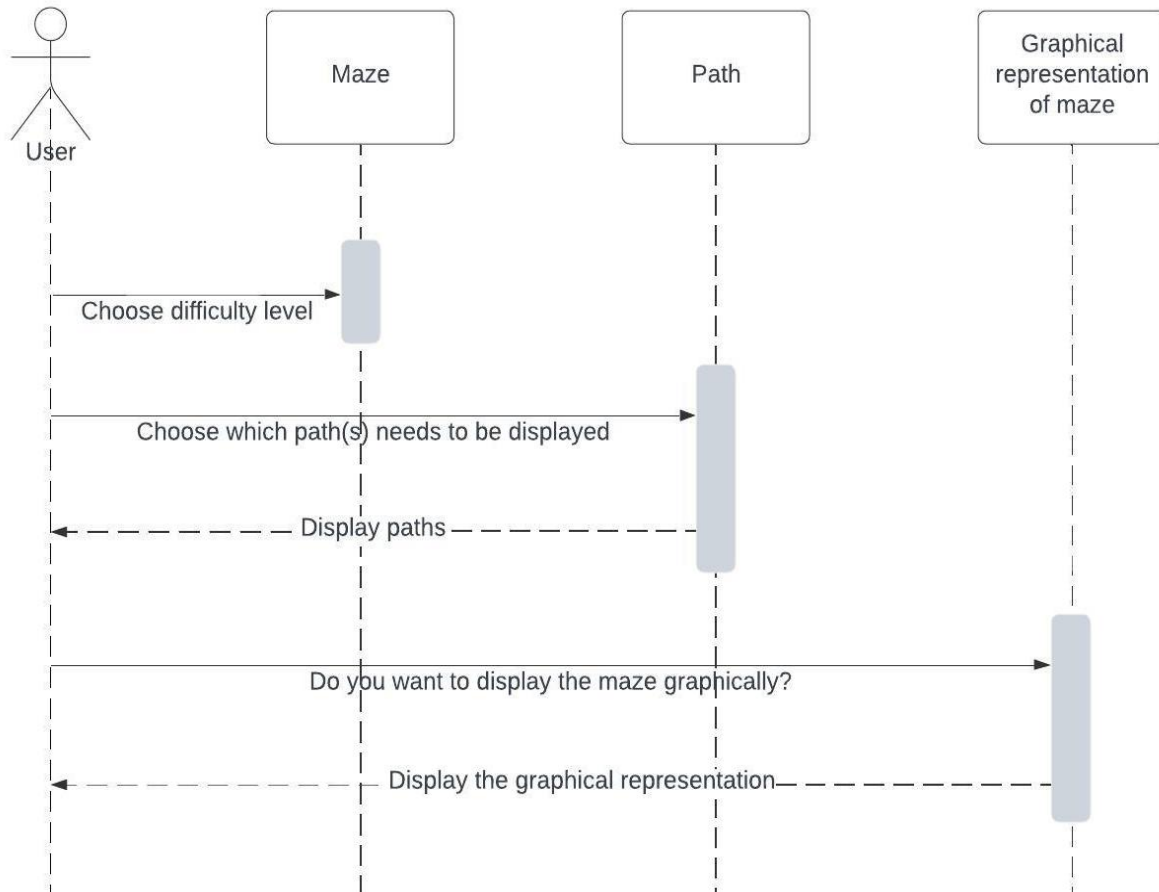 User
Maze
Path
Graphical
representation
of maze
Choose difficulty level
Choose which path(s) needs to be displayed
Display paths
Do you want to display the maze graphically?
Display the graphical representation